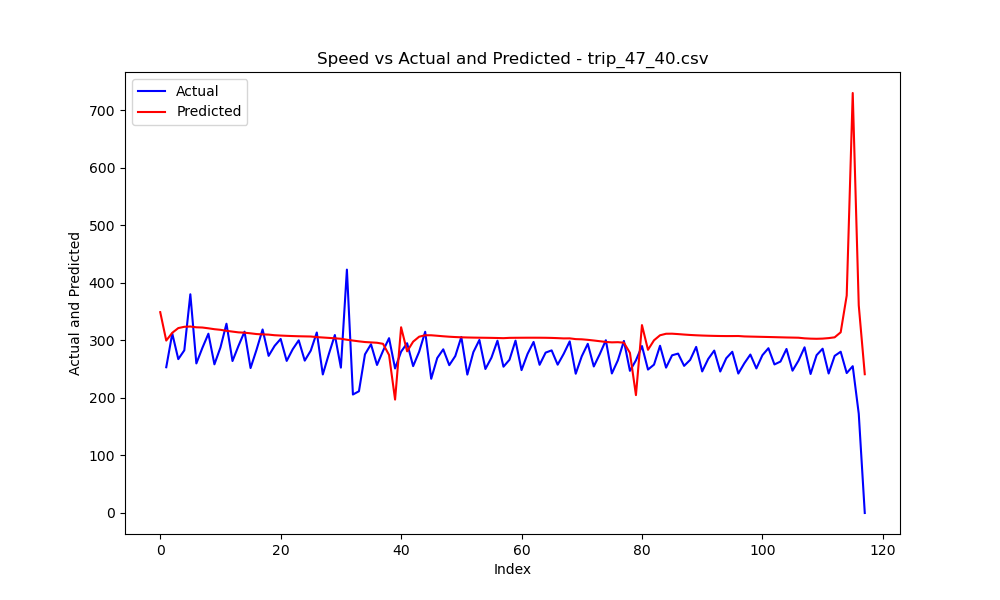 Speed vs Actual and Predicted - trip_47_40.csv
Actual
Predicted
Actual and Predicted
700
600
500
400
300
200
100
0
0 20 40 60 80 100 120
Index